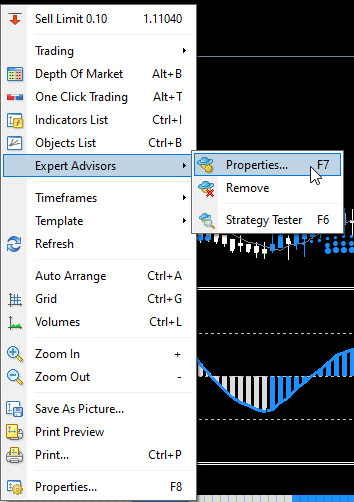 Sell Limit 0.10 1.11040
Trading
Depth Of Market Alt+B
One Click Trading Alt+T
Indicators List Ctrl+I
Objects List Ctrl+B
Expert Advisors
Properties... F7
Remove
Strategy Tester F6
Timeframes
Template
Refresh
Auto Arrange Ctrl+A
Grid Ctrl+G
Volumes Ctrl+L
Zoom In +
Zoom Out -
Save As Picture...
Print Preview
Print... Ctrl+P
Properties... F8